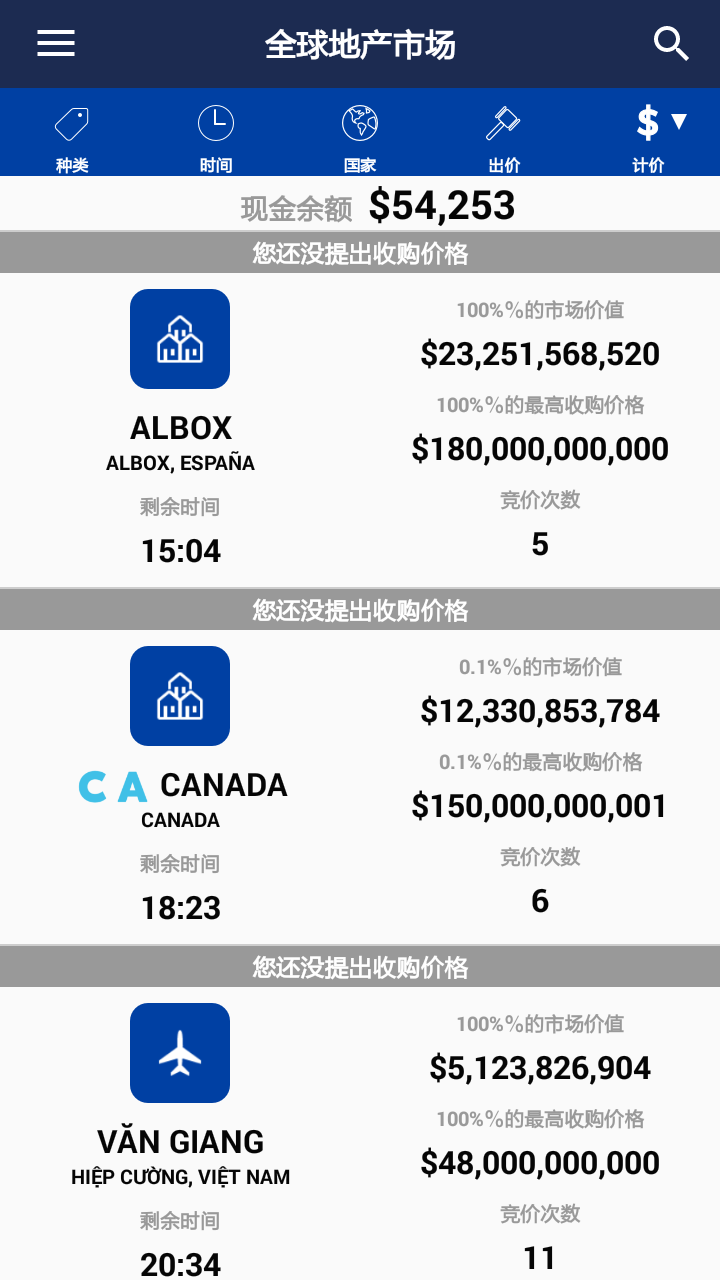 全球地产市场
种类 时间 国家 出价 $ ▼ 计价
现金余额 $54,253
您还没提出收购价格
100%%的市场价值
$23,251,568,520
100%%的最高收购价格
$180,000,000,000
竞价次数
5
ALBOX
ALBOX, ESPAÑA
剩余时间
15:04
您还没提出收购价格
0.1%%的市场价值
$12,330,853,784
0.1%%的最高收购价格
$150,000,000,001
竞价次数
6
C A CANADA
CANADA
剩余时间
18:23
您还没提出收购价格
100%%的市场价值
$5,123,826,904
100%%的最高收购价格
$48,000,000,000
竞价次数
11
VĂN GIANG
HIỆP CƯỜNG, VIỆT NAM
剩余时间
20:34